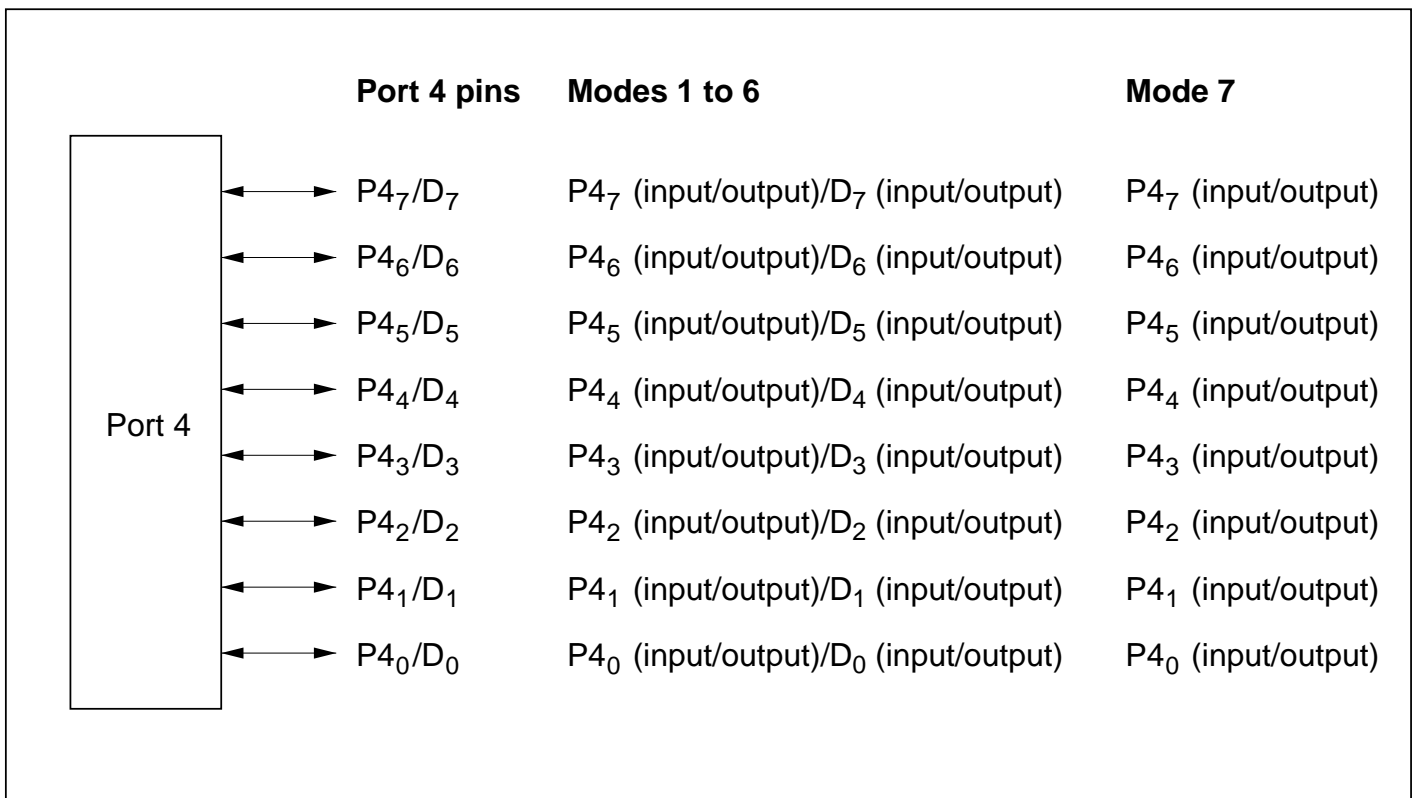 Port 4 pins Modes 1 to 6 Mode 7
P4₇/D₇ P4₇ (input/output)/D₇ (input/output) P4₇ (input/output)
P4₆/D₆ P4₆ (input/output)/D₆ (input/output) P4₆ (input/output)
P4₅/D₅ P4₅ (input/output)/D₅ (input/output) P4₅ (input/output)
P4₄/D₄ P4₄ (input/output)/D₄ (input/output) P4₄ (input/output)
Port 4
P4₃/D₃ P4₃ (input/output)/D₃ (input/output) P4₃ (input/output)
P4₂/D₂ P4₂ (input/output)/D₂ (input/output) P4₂ (input/output)
P4₁/D₁ P4₁ (input/output)/D₁ (input/output) P4₁ (input/output)
P4₀/D₀ P4₀ (input/output)/D₀ (input/output) P4₀ (input/output)